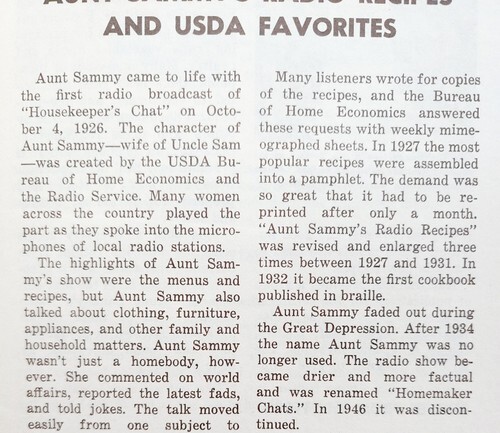 AUNT SAMMY'S RADIO RECIPES
AND USDA FAVORITES
Aunt Sammy came to life with
the first radio broadcast of
"Housekeeper's Chat" on Octo-
ber 4, 1926. The character of
Aunt Sammy—wife of Uncle Sam
—was created by the USDA Bu-
reau of Home Economics and
the Radio Service. Many women
across the country played the
part as they spoke into the micro-
phones of local radio stations.
The highlights of Aunt Sam-
my's show were the menus and
recipes, but Aunt Sammy also
talked about clothing, furniture,
appliances, and other family and
household matters. Aunt Sammy
wasn't just a homebody, how-
ever. She commented on world
affairs, reported the latest fads,
and told jokes. The talk moved
easily from one subject to
Many listeners wrote for copies
of the recipes, and the Bureau
of Home Economics answered
these requests with weekly mime-
ographed sheets. In 1927 the most
popular recipes were assembled
into a pamphlet. The demand was
so great that it had to be re-
printed after only a month.
"Aunt Sammy's Radio Recipes"
was revised and enlarged three
times between 1927 and 1931. In
1932 it became the first cookbook
published in braille.
Aunt Sammy faded out during
the Great Depression. After 1934
the name Aunt Sammy was no
longer used. The radio show be-
came drier and more factual
and was renamed "Homemaker
Chats." In 1946 it was discon-
tinued.